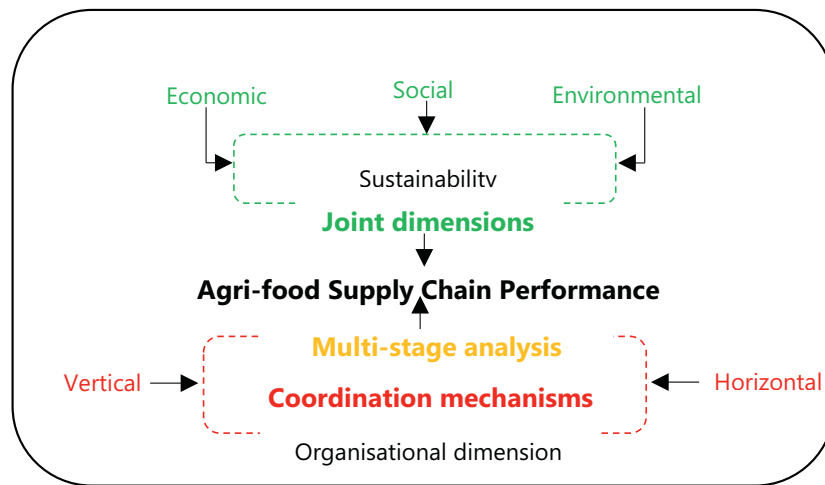 Economic
Social
Environmental
Sustainability
Joint dimensions
Agri-food Supply Chain Performance
Multi-stage analysis
Vertical
Coordination mechanisms
Horizontal
Organisational dimension